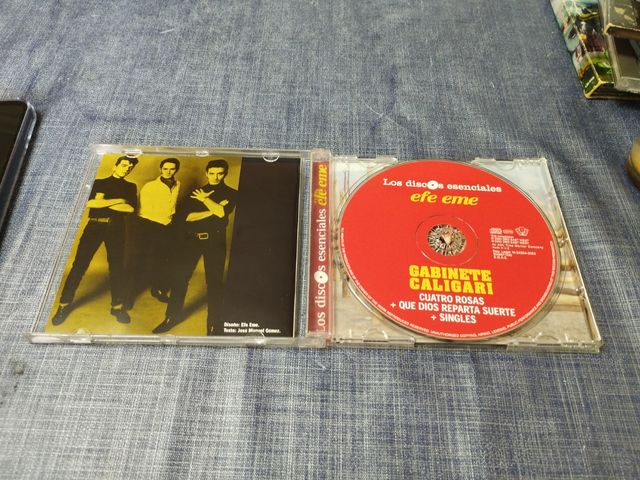 Diseño: Efe Eme.
Texto: José Manuel Gómez.
Los discos esenciales efe eme
Los discos esenciales
efe eme
GABINETE
CALIGARI
CUATRO ROSAS
+ QUE DIOS REPARTA SUERTE
+ SINGLES